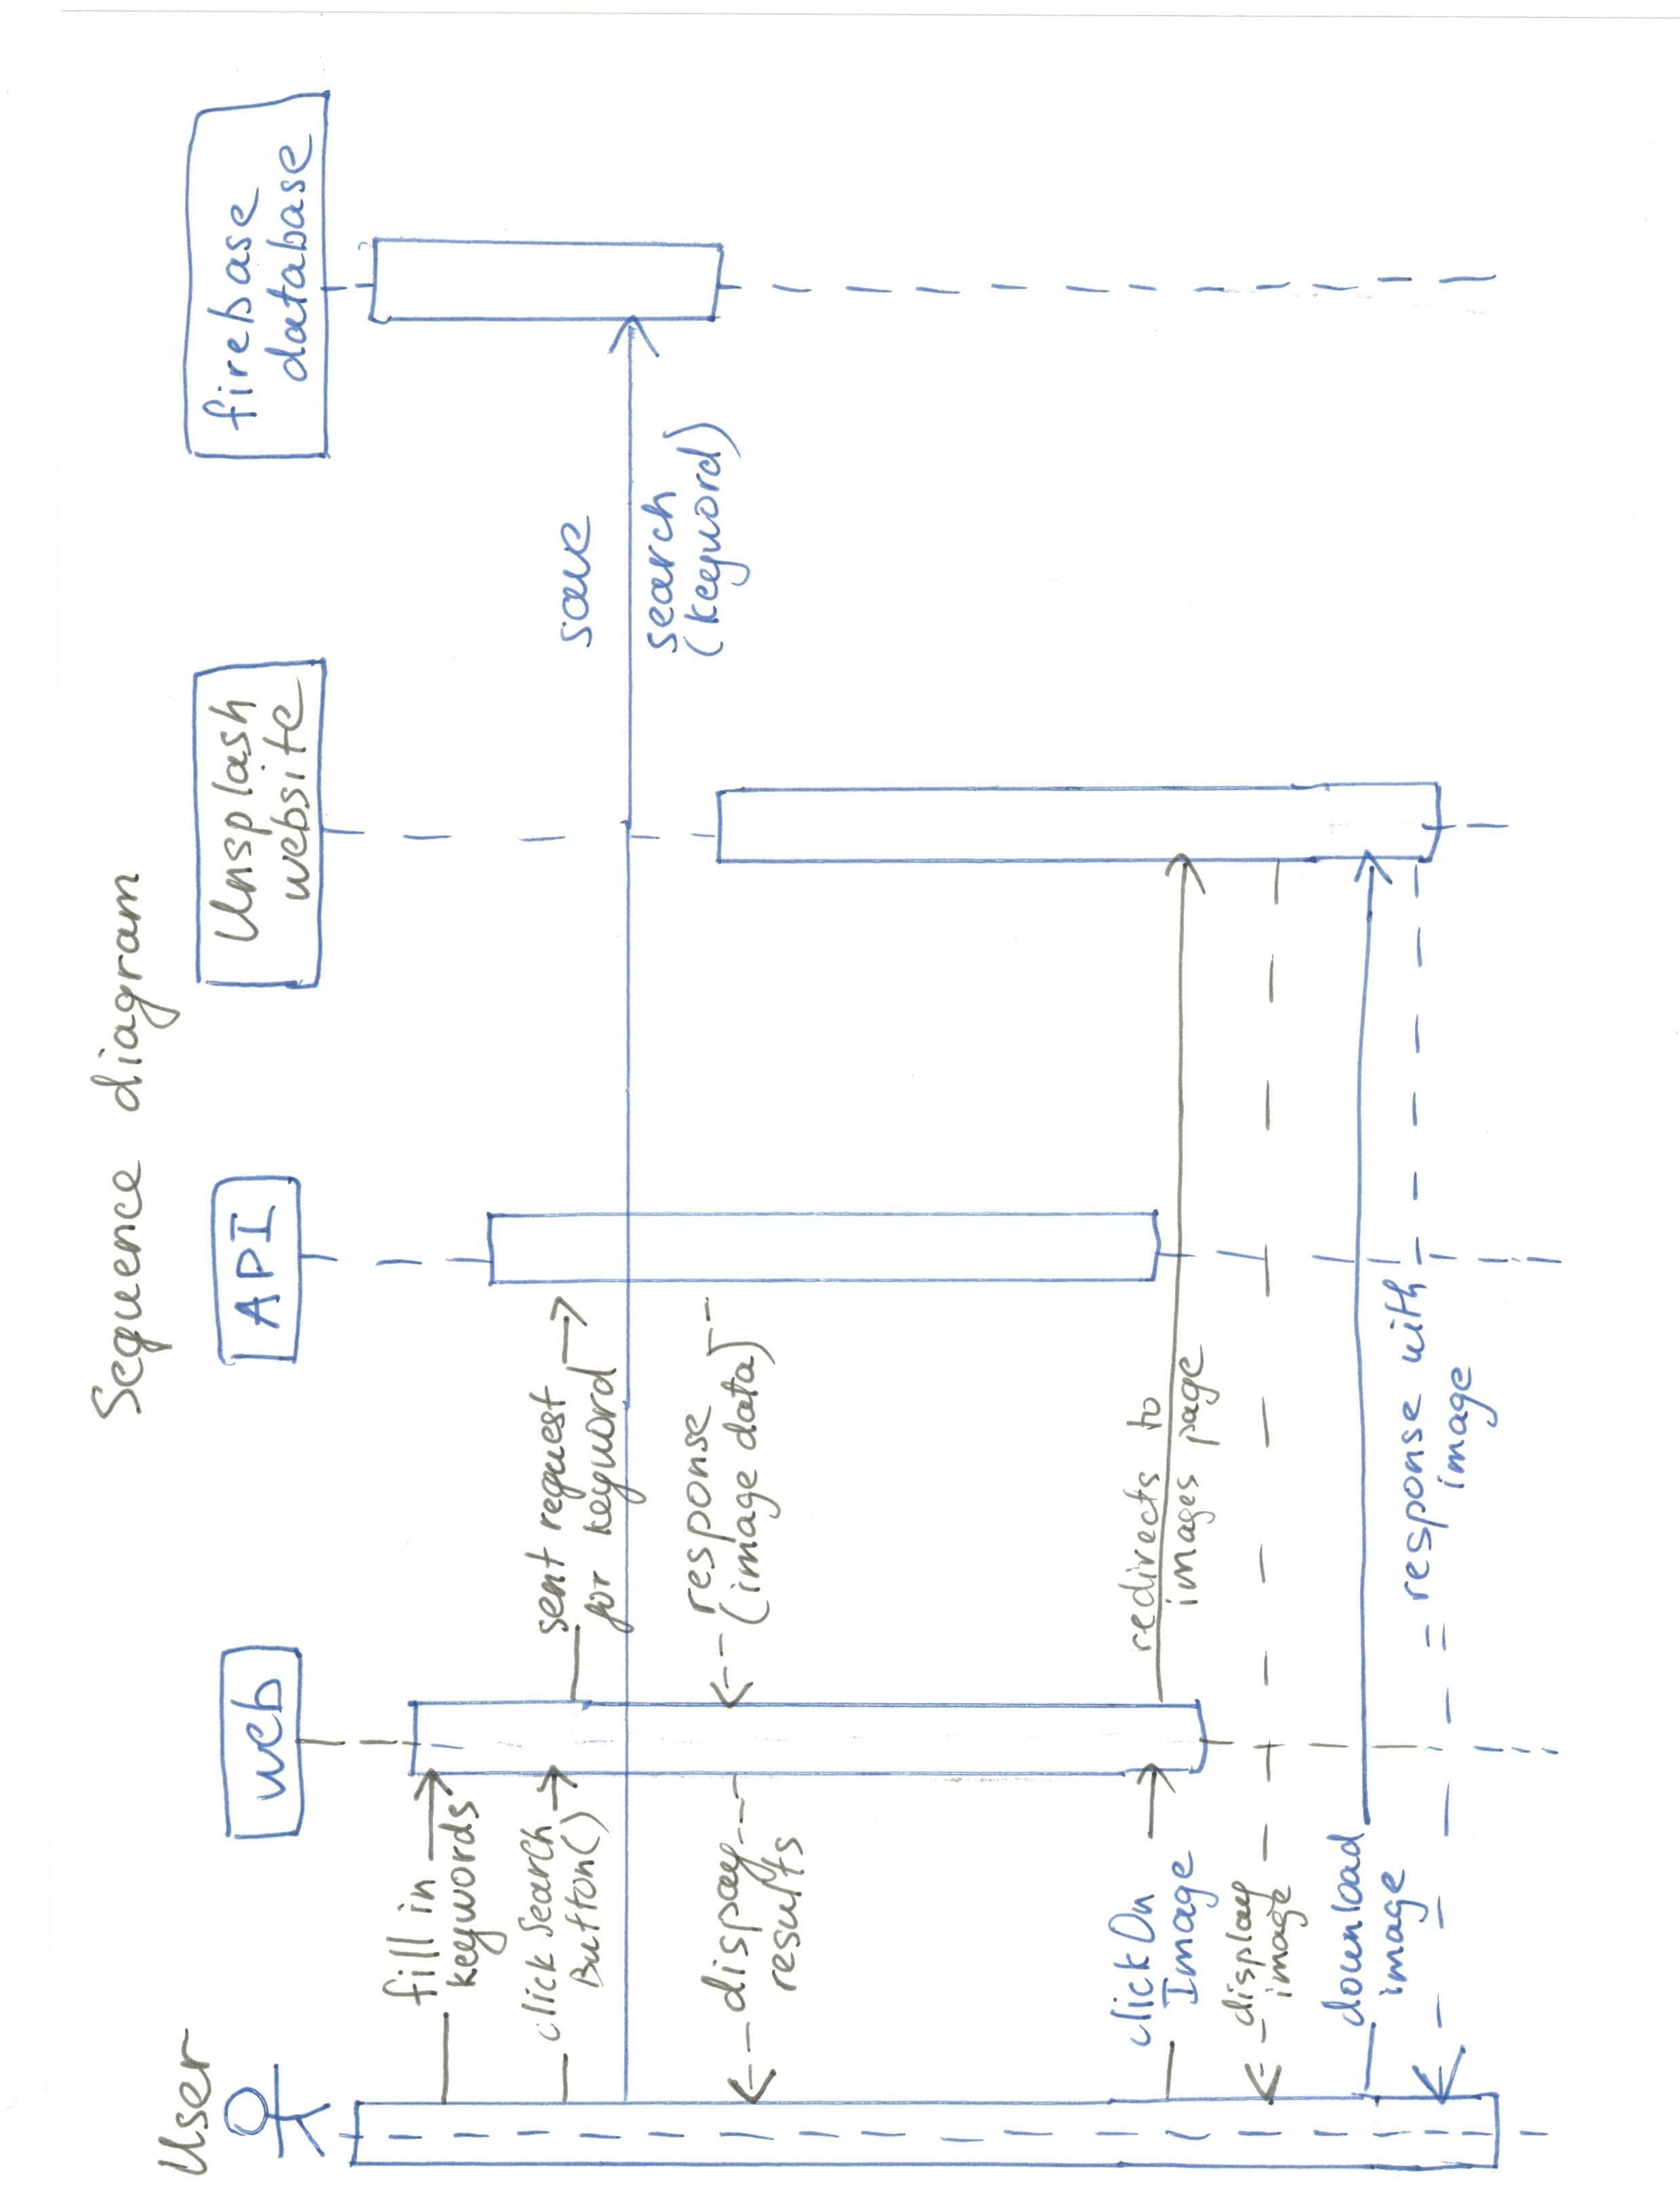 Sequence diagram
User
web
API
Unsplash
website
firebase
database
fill in
keywords
click Search
Button()
sent request
for keyword
save
search
(keyword)
response
(image data)
dispay
results
clickOn
Image
redirects to
images page
display
image
download
image
response with
image